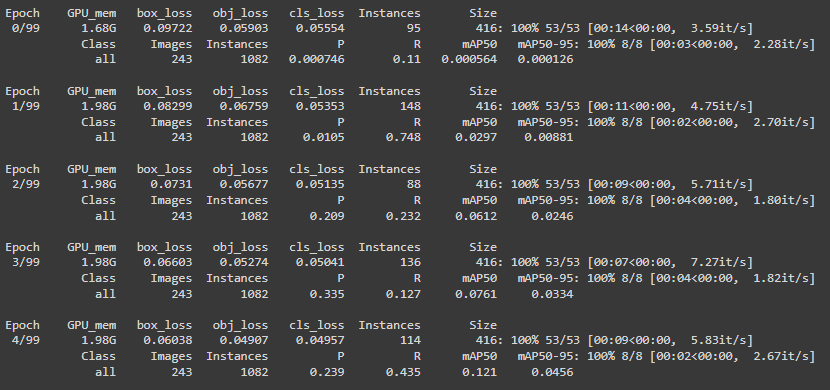 Epoch GPU_mem box_loss obj_loss cls_loss Instances Size
0/99 1.68G 0.09722 0.05903 0.05554 95 416: 100% 53/53 [00:14<00:00, 3.59it/s]
Class Images Instances P R mAP50 mAP50-95: 100% 8/8 [00:03<00:00, 2.28it/s]
all 243 1082 0.000746 0.11 0.000564 0.000126
Epoch GPU_mem box_loss obj_loss cls_loss Instances Size
1/99 1.98G 0.08299 0.06759 0.05353 148 416: 100% 53/53 [00:11<00:00, 4.75it/s]
Class Images Instances P R mAP50 mAP50-95: 100% 8/8 [00:02<00:00, 2.70it/s]
all 243 1082 0.0105 0.748 0.0297 0.00881
Epoch GPU_mem box_loss obj_loss cls_loss Instances Size
2/99 1.98G 0.0731 0.05677 0.05135 88 416: 100% 53/53 [00:09<00:00, 5.71it/s]
Class Images Instances P R mAP50 mAP50-95: 100% 8/8 [00:04<00:00, 1.80it/s]
all 243 1082 0.209 0.232 0.0612 0.0246
Epoch GPU_mem box_loss obj_loss cls_loss Instances Size
3/99 1.98G 0.06603 0.05274 0.05041 136 416: 100% 53/53 [00:07<00:00, 7.27it/s]
Class Images Instances P R mAP50 mAP50-95: 100% 8/8 [00:04<00:00, 1.82it/s]
all 243 1082 0.335 0.127 0.0761 0.0334
Epoch GPU_mem box_loss obj_loss cls_loss Instances Size
4/99 1.98G 0.06038 0.04907 0.04957 114 416: 100% 53/53 [00:09<00:00, 5.83it/s]
Class Images Instances P R mAP50 mAP50-95: 100% 8/8 [00:02<00:00, 2.67it/s]
all 243 1082 0.239 0.435 0.121 0.0456